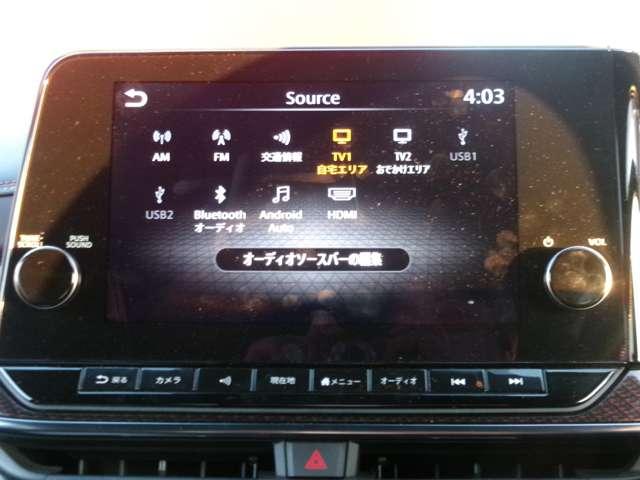 Source
4:03
AM
FM
交通情報
TV1
自宅エリア
TV2
おでかけエリア
USB1
USB2
Bluetooth
オーディオ
Android
Auto
HDMI
オーディオソースバーの編集
TUNE
SCROLL
PUSH
SOUND
VOL
戻る
カメラ
現在地
メニュー
オーディオ